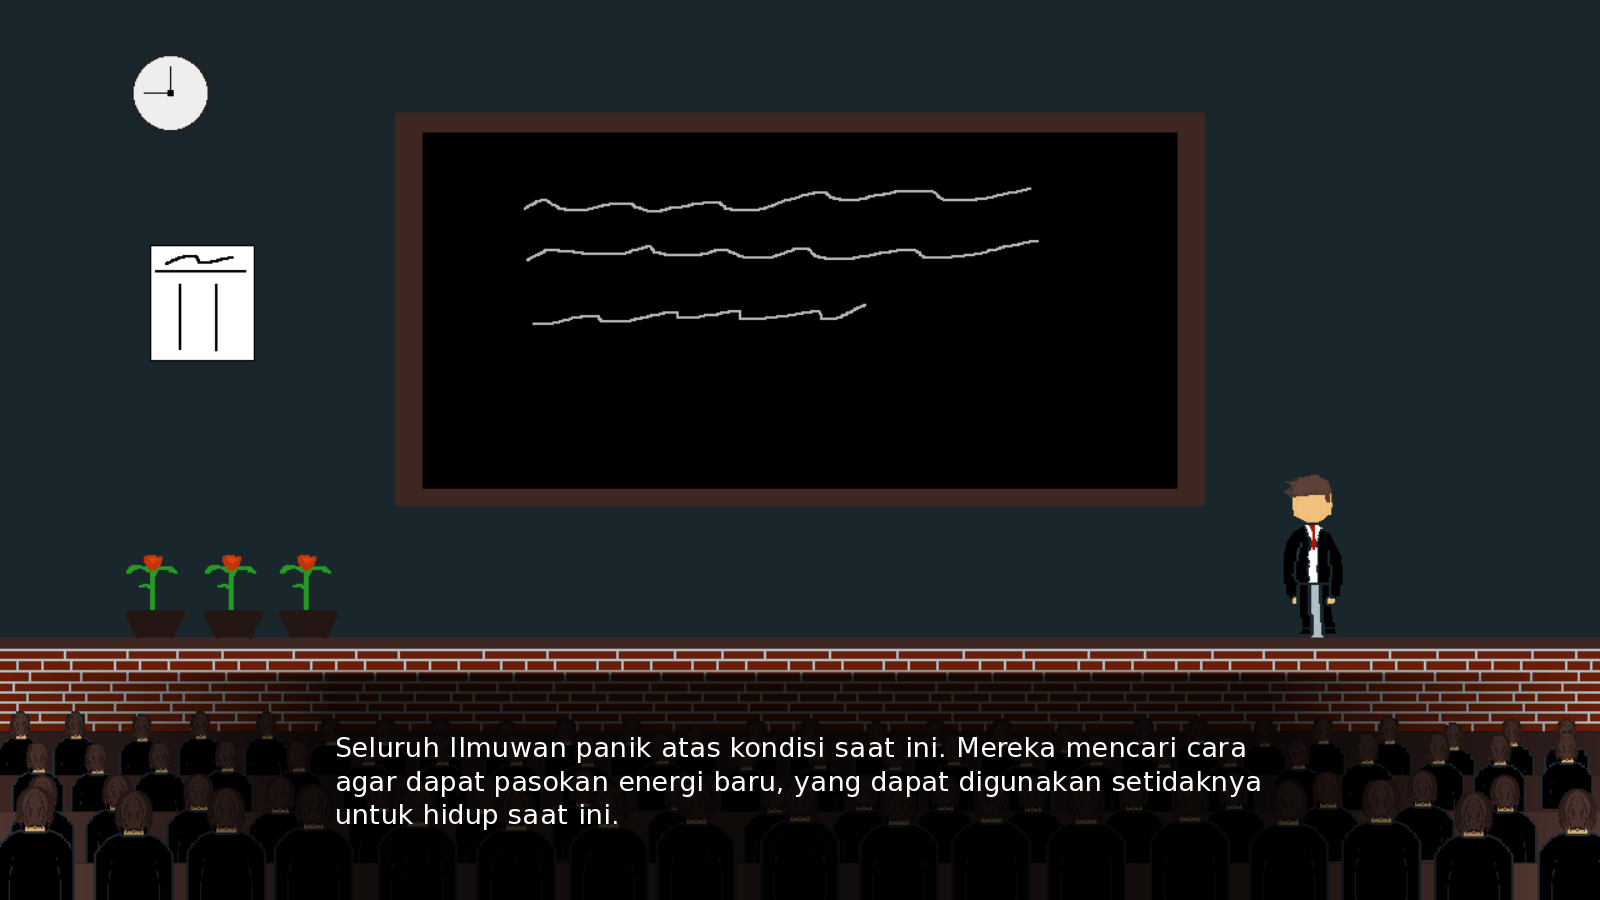 Seluruh Ilmuwan panik atas kondisi saat ini. Mereka mencari cara
agar dapat pasokan energi baru, yang dapat digunakan setidaknya
untuk hidup saat ini.